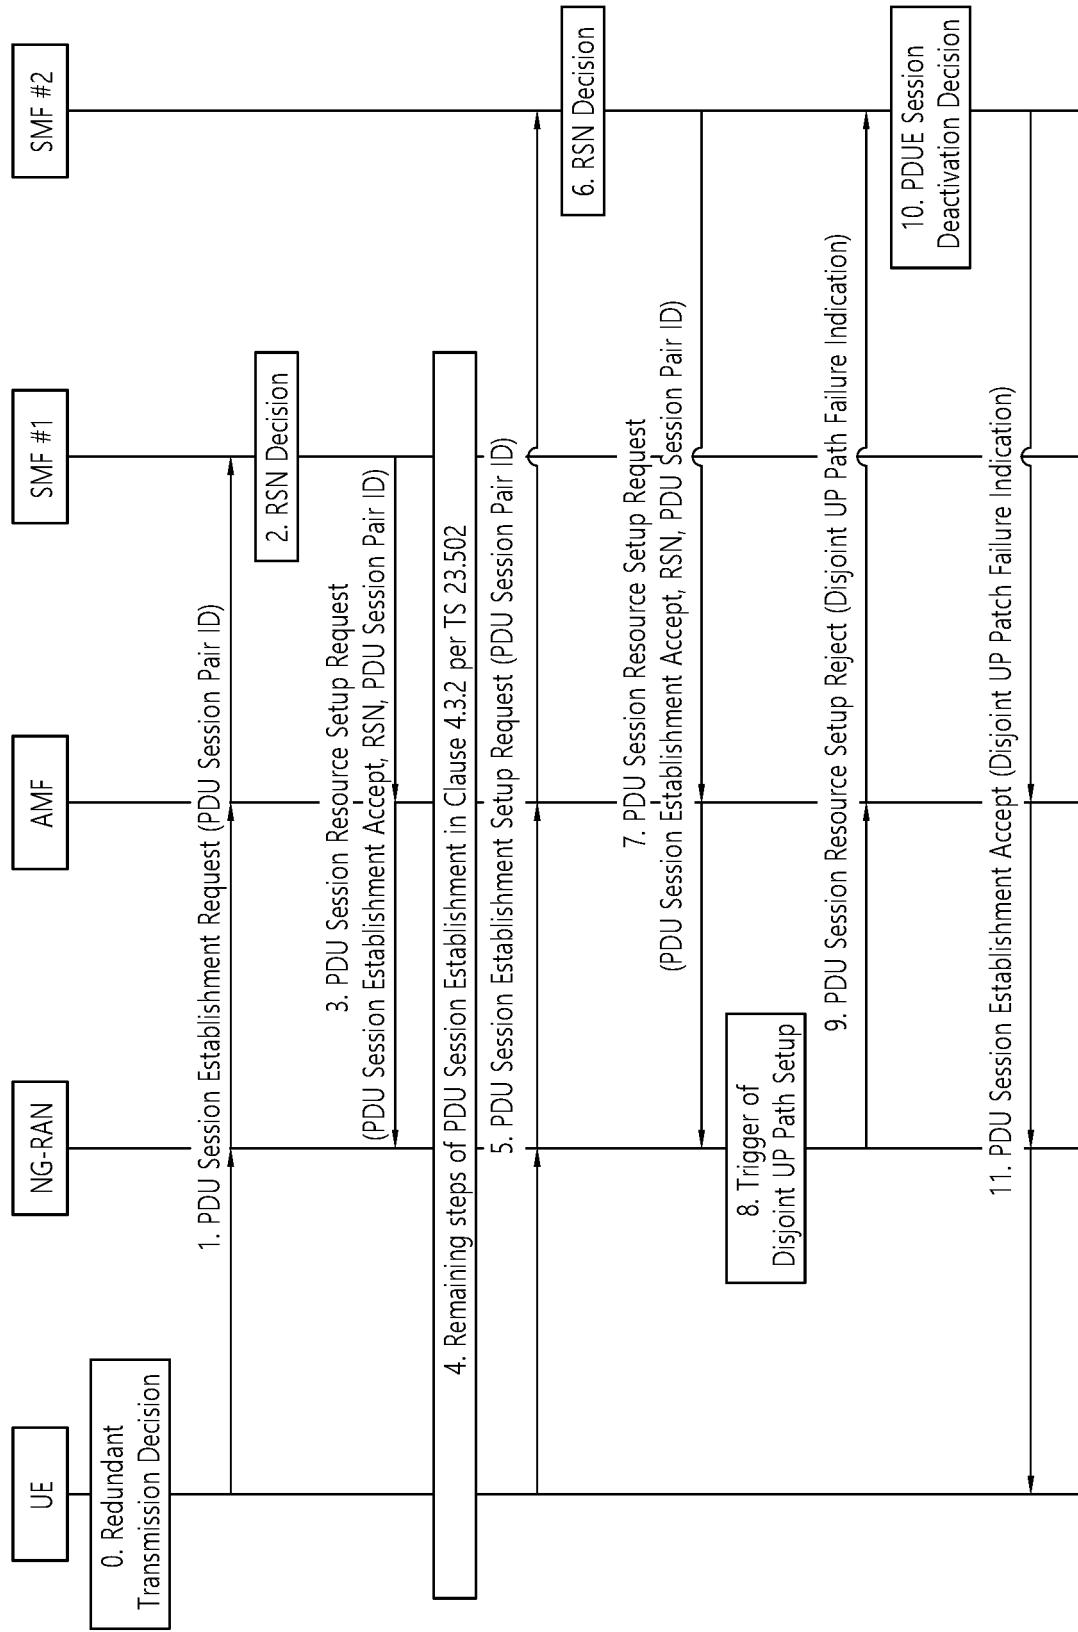 UE
NG-RAN
AMF
SMF #1
SMF #2
0. Redundant
Transmission Decision
1. PDU Session Establishment Request (PDU Session Pair ID)
2. RSN Decision
3. PDU Session Resource Setup Request
(PDU Session Establishment Accept, RSN, PDU Session Pair ID)
4. Remaining steps of PDU Session Establishment in Clause 4.3.2 per TS 23.502
5. PDU Session Establishment Setup Request (PDU Session Pair ID)
6. RSN Decision
7. PDU Session Resource Setup Request
(PDU Session Establishment Accept, RSN, PDU Session Pair ID)
8. Trigger of
Disjoint UP Path Setup
9. PDU Session Resource Setup Reject (Disjoint UP Path Failure Indication)
10. PDUE Session
Deactivation Decision
11. PDU Session Establishment Accept (Disjoint UP Patch Failure Indication)